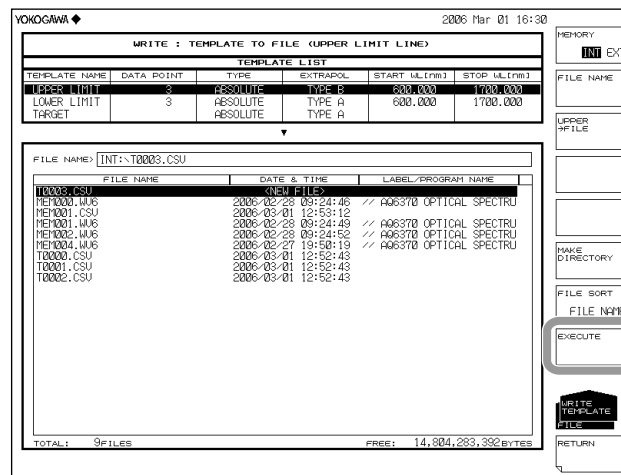 YOKOGAWA ◆ 2006 Mar 01 16:30
WRITE : TEMPLATE TO FILE (UPPER LIMIT LINE)
TEMPLATE LIST
TEMPLATE NAME DATA POINT TYPE EXTRAPOL START WL[nm] STOP WL[nm]
UPPER LIMIT 3 ABSOLUTE TYPE B 600.000 1700.000
LOWER LIMIT 3 ABSOLUTE TYPE A 600.000 1700.000
TARGET ABSOLUTE TYPE A
▼
FILE NAME> INT:\T0003.CSV
FILE NAME DATE & TIME LABEL/PROGRAM NAME
T0003.CSV <NEW FILE>
MEM000.WV6 2006/02/28 09:24:46 // AQ6370 OPTICAL SPECTRU
MEM001.CSV 2006/03/01 12:53:12
MEM001.WV6 2006/02/28 09:24:49 // AQ6370 OPTICAL SPECTRU
MEM002.WV6 2006/02/28 09:24:52 // AQ6370 OPTICAL SPECTRU
MEM004.WV6 2006/02/27 19:50:19 // AQ6370 OPTICAL SPECTRU
T0000.CSV 2006/03/01 12:52:43
T0001.CSV 2006/03/01 12:52:43
T0002.CSV 2006/03/01 12:52:43
TOTAL: 9FILES FREE: 14,804,283,392BYTES
MEMORY
INT EX
FILE NAME
UPPER
→FILE
MAKE
DIRECTORY
FILE SORT
FILE NAME
EXECUTE
WRITE
TEMPLATE
FILE
RETURN